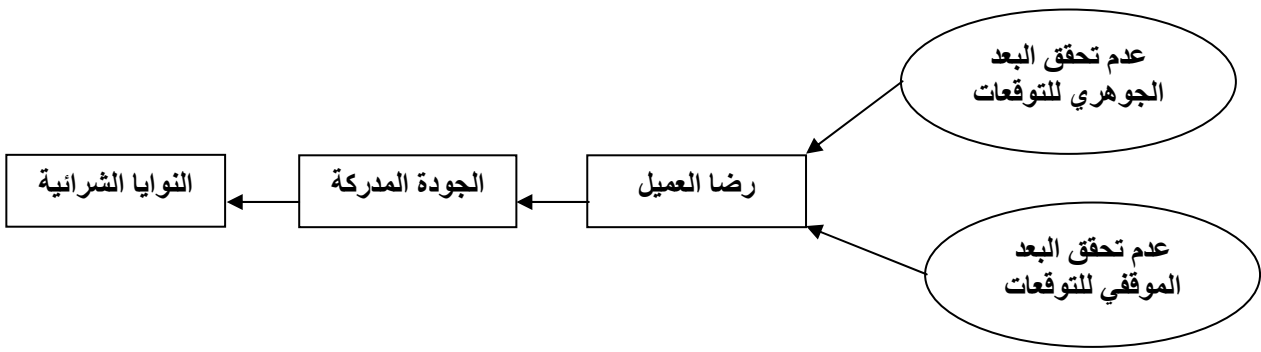 عدم تحقق البعد
الجوهري للتوقعات
رضا العميل
الجودة المدركة
النوايا الشرائية
عدم تحقق البعد
الموقفي للتوقعات